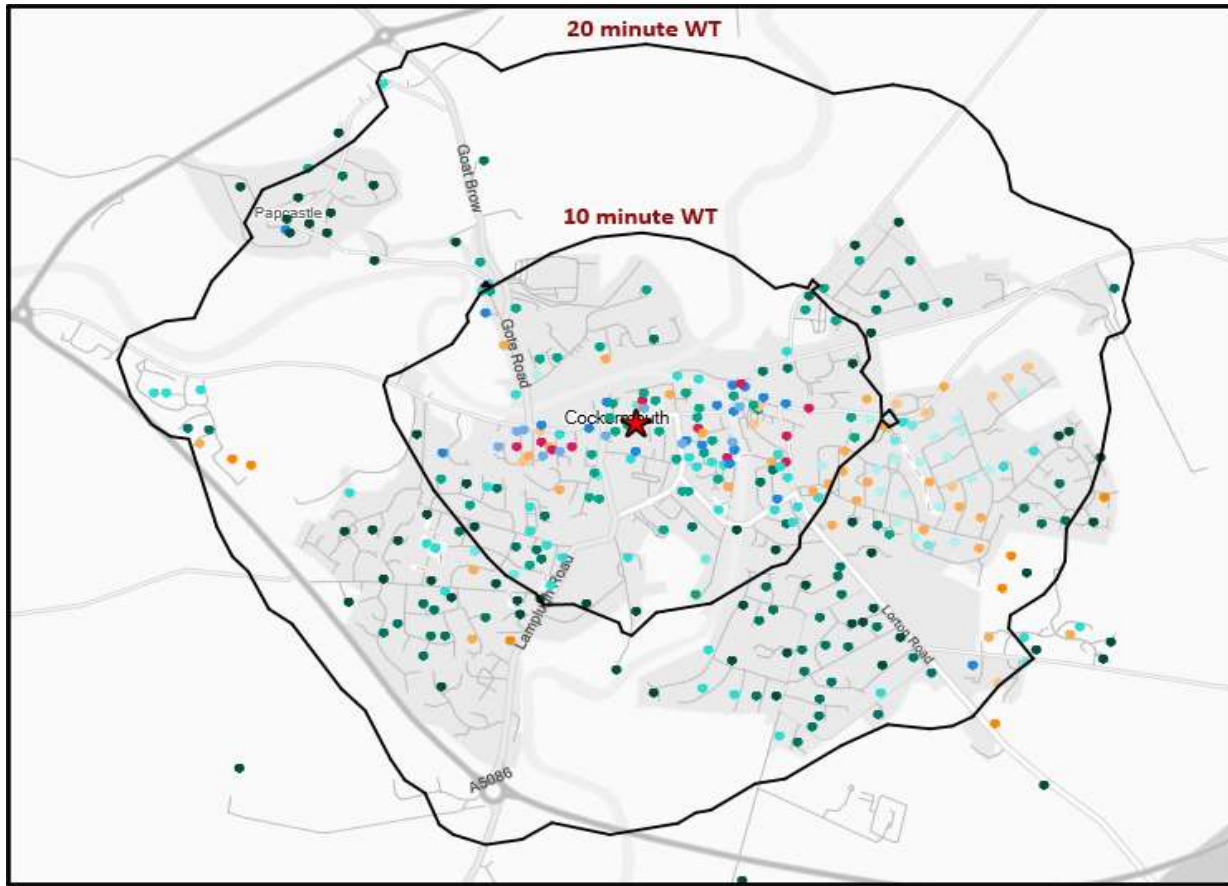 20 minute WT
Goat Brow
Papcastle
10 minute WT
Gote Road
Cockermouth
Lamplugh Road
Lorton Road
A5086